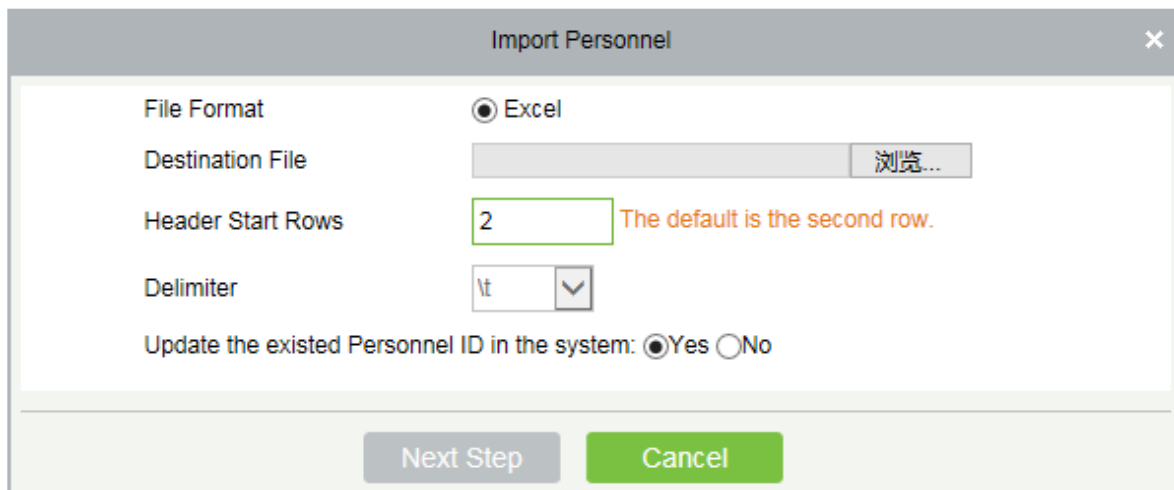 Import Personnel
File Format Excel
Destination File 浏览...
Header Start Rows 2 The default is the second row.
Delimiter \t
Update the existed Personnel ID in the system: Yes No
Next Step Cancel